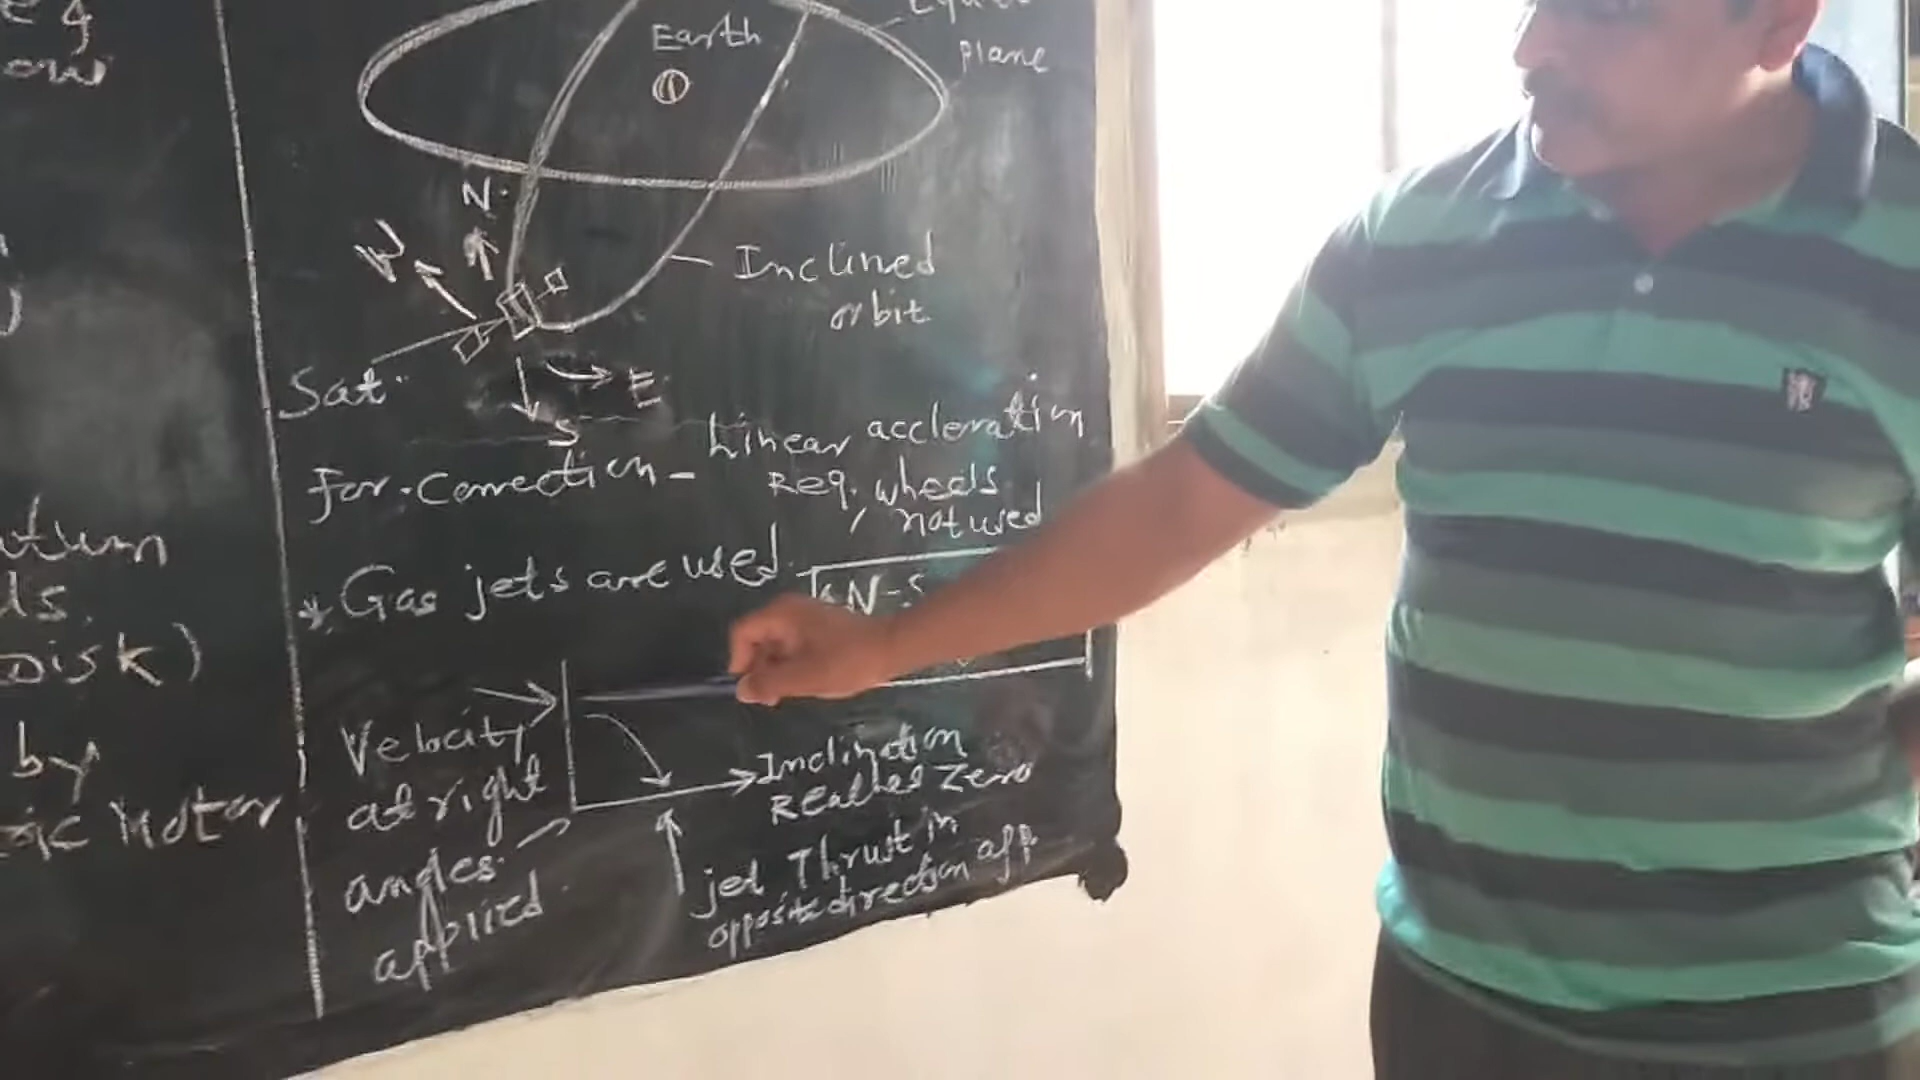 Earth
plane
N.
W
Inclined
orbit.
Sat.
E
S
For. Correction - Linear accleration
Req. wheels
, not used
* Gas jets are used.
N-S
Disk)
by
Motor
Velocity
at right
angles.
applied.
Inclination
Reaches Zero
jet Thrust in
opposite direction app